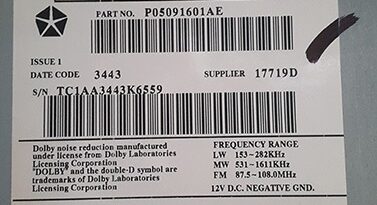 PART NO. P05091601AE
ISSUE 1
DATE CODE 3443 SUPPLIER 17719D
S/N TC1AA3443K6559
Dolby noise reduction manufactured
under license from Dolby Laboratories
Licensing Corporation
"DOLBY" and the double-D symbol are
trademarks of Dolby Laboratories
Licensing Corporation
FREQUENCY RANGE
LW 153-282KHz
MW 531-1611KHz
FM 87.5-108.0MHz
12V D.C. NEGATIVE GND.